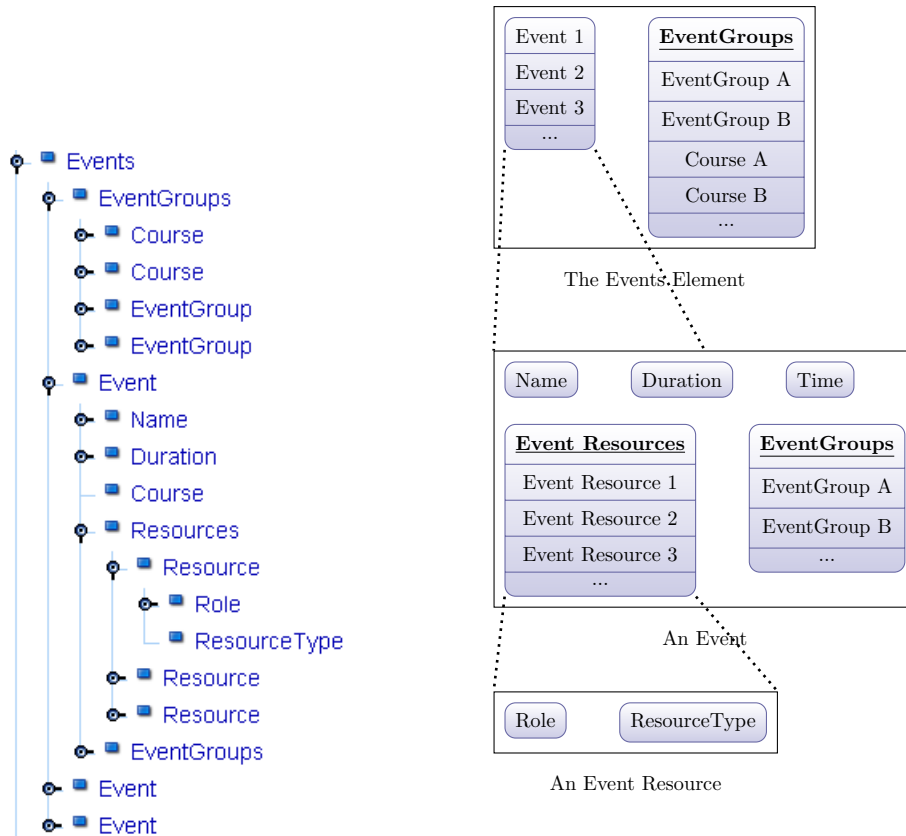 Events
EventGroups
Course
Course
EventGroup
EventGroup
Event
Name
Duration
Course
Resources
Resource
Role
ResourceType
Resource
Resource
EventGroups
Event
Event
Event 1
Event 2
Event 3
...
EventGroups
EventGroup A
EventGroup B
Course A
Course B
...
The Events Element
Name
Duration
Time
Event Resources
Event Resource 1
Event Resource 2
Event Resource 3
...
EventGroups
EventGroup A
EventGroup B
...
An Event
Role
ResourceType
An Event Resource